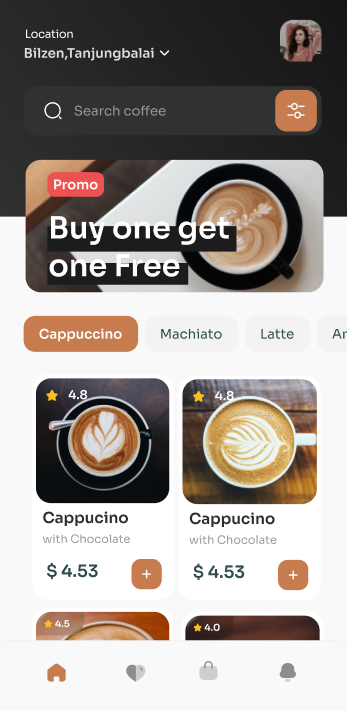 Location
Bilzen,Tanjungbalai
Search coffee
Promo
Buy one get
one Free
Cappuccino
Machiato
Latte
4.8
4.8
Cappucino
Cappucino
with Chocolate
with Chocolate
$ 4.53
+
$ 4.53
+
4.5
4.0